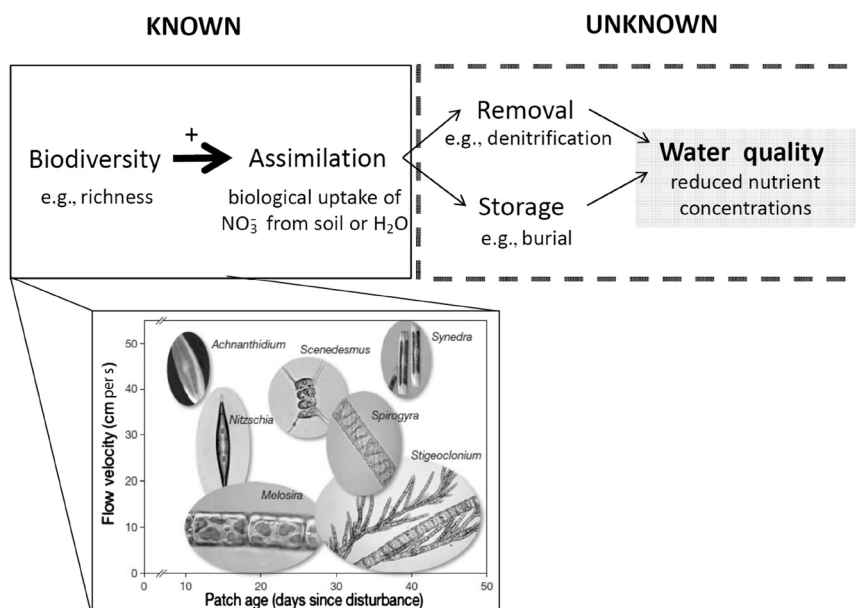 KNOWN
UNKNOWN
Biodiversity
e.g., richness
+
Assimilation
biological uptake of
NO₃⁻ from soil or H₂O
Removal
e.g., denitrification
Storage
e.g., burial
Water quality
reduced nutrient
concentrations
Flow velocity (cm per s)
50
40
30
20
10
0
Achnanthidium
Scenedesmus
Synedra
Nitzschia
Spirogyra
Stigeoclonium
Melosira
0 10 20 30 40 50
Patch age (days since disturbance)